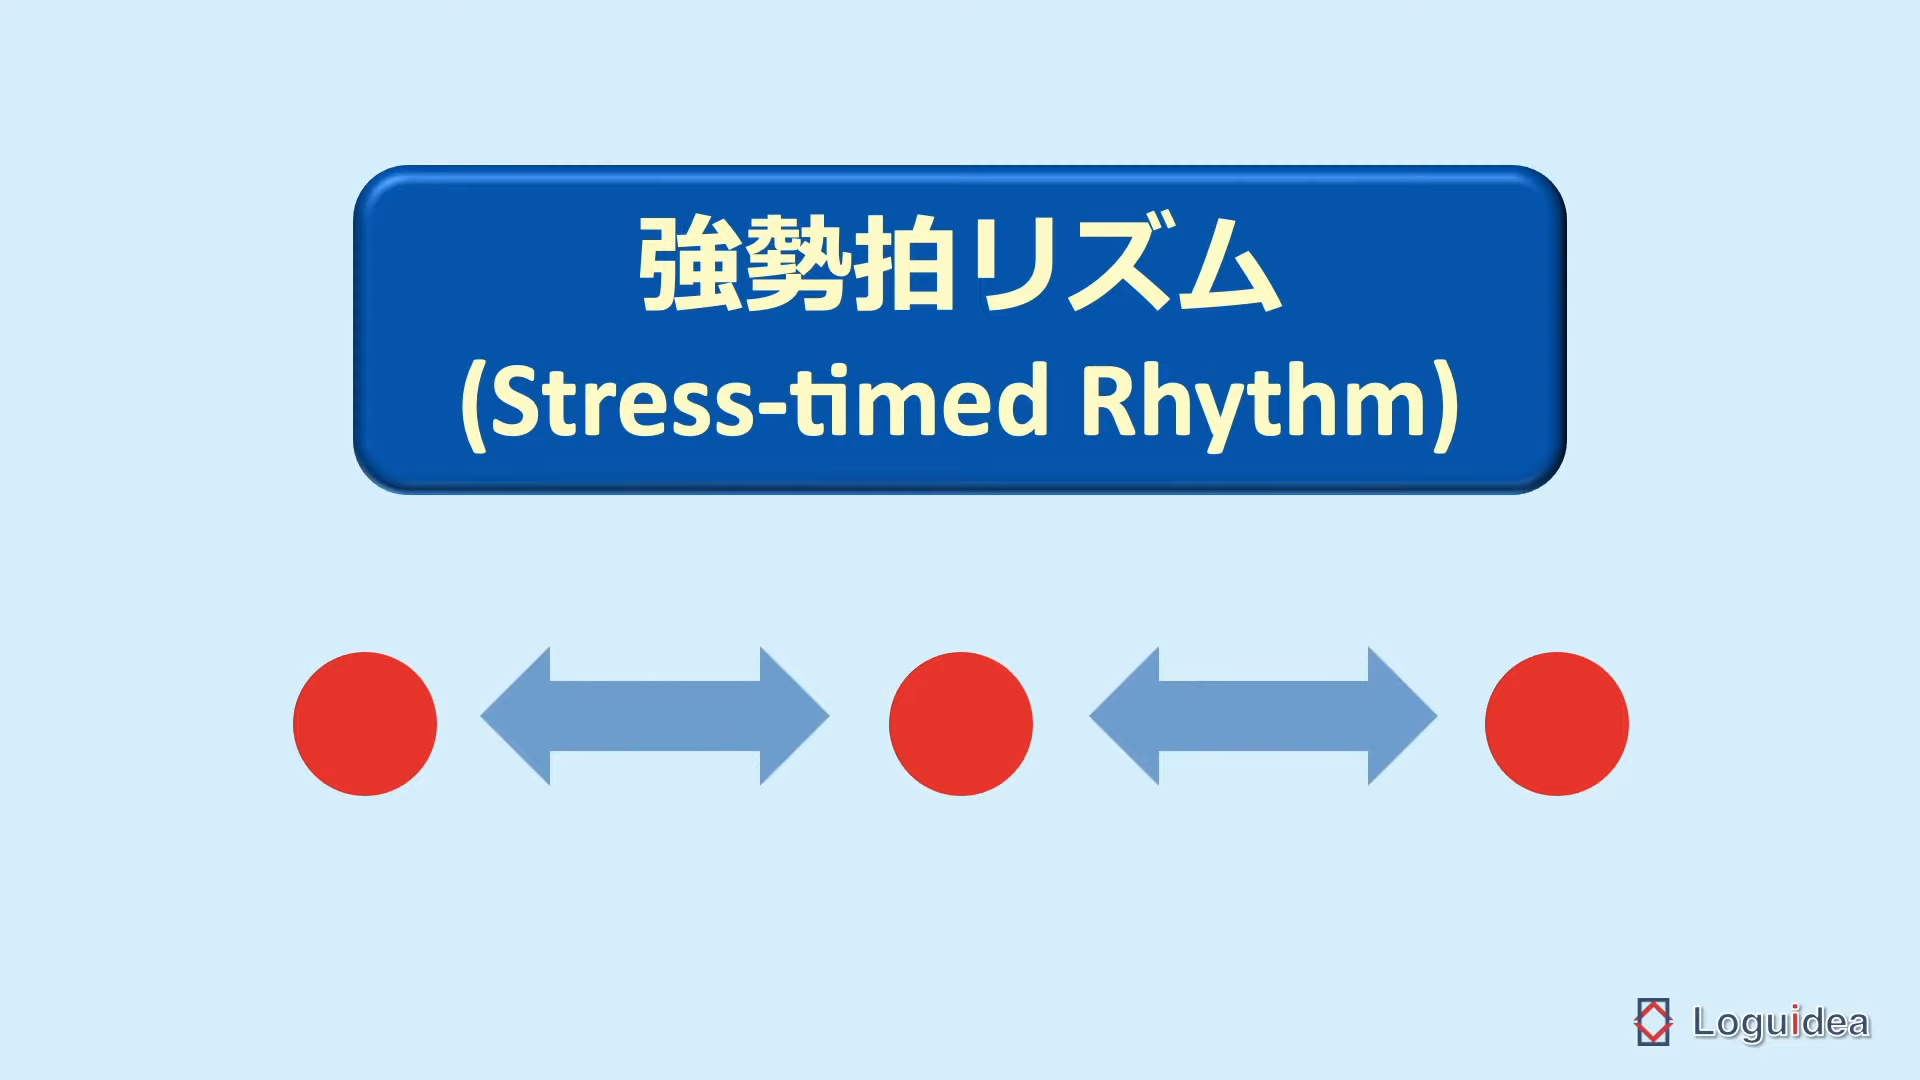 強勢拍リズム
(Stress-timed Rhythm)
Loguidea